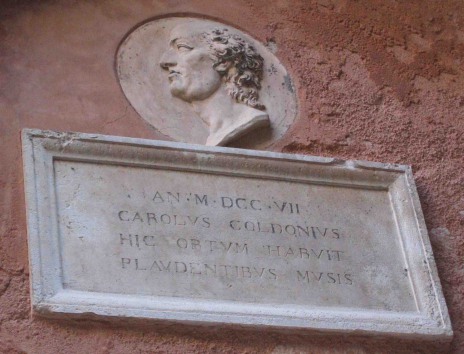 AN·M·DCC·VII
CAROLVS GOLDONIVS
HIC ORTVM HABVIT
PLAVDENTIBVS MVSIS